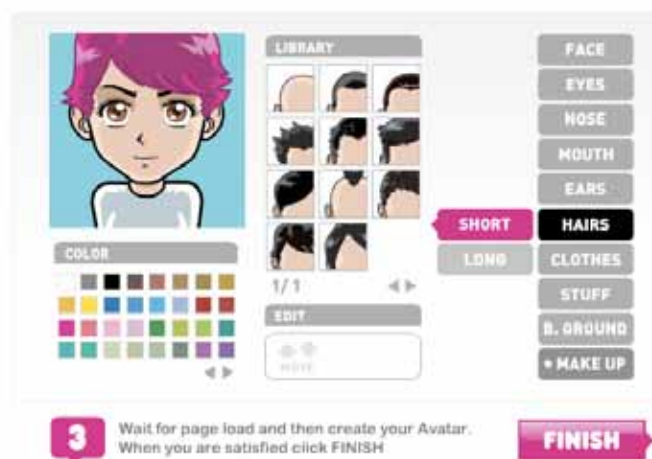 LIBRARY
FACE
EYES
NOSE
MOUTH
EARS
SHORT
HAIRS
COLOR
LONG
CLOTHES
1/1
STUFF
EDIT
B. GROUND
MOVE
MAKE UP
3
Wait for page load and then create your Avatar.
When you are satisfied click FINISH
FINISH